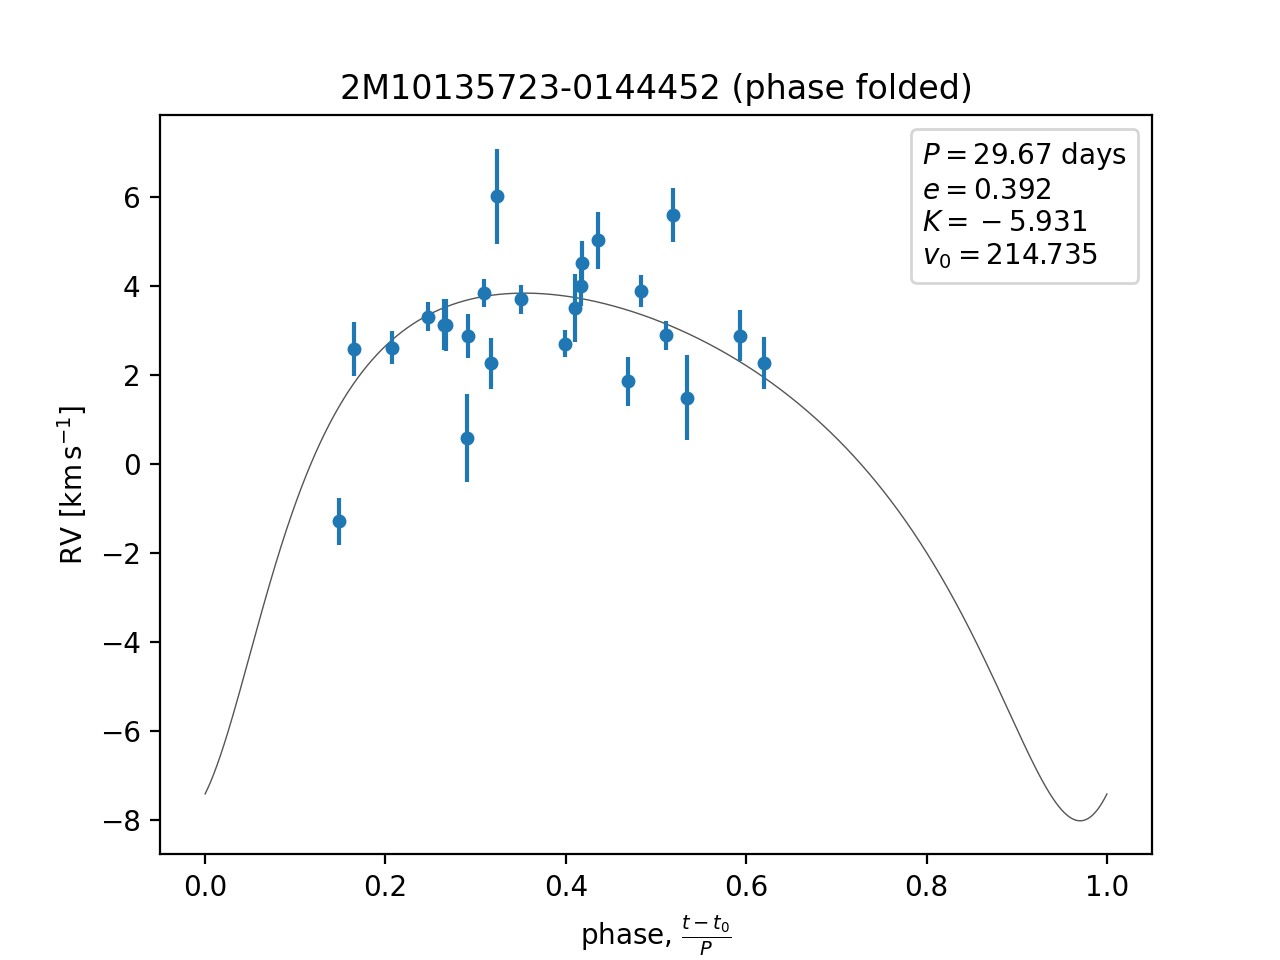 2M10135723-0144452 (phase folded)
P = 29.67 days
e = 0.392
K = −5.931
v₀ = 214.735
6
4
2
0
−2
−4
−6
−8
RV [km s⁻¹]
0.0 0.2 0.4 0.6 0.8 1.0
phase, (t − t₀)/P